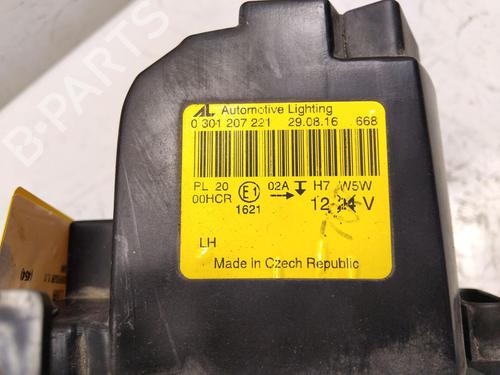 AL Automotive Lighting
0 301 207 221 29.08.16 668
PL 20 E1 02A H7 W5W
00HCR 1621 12/24 V
LH
Made in Czech Republic
B-PARTS